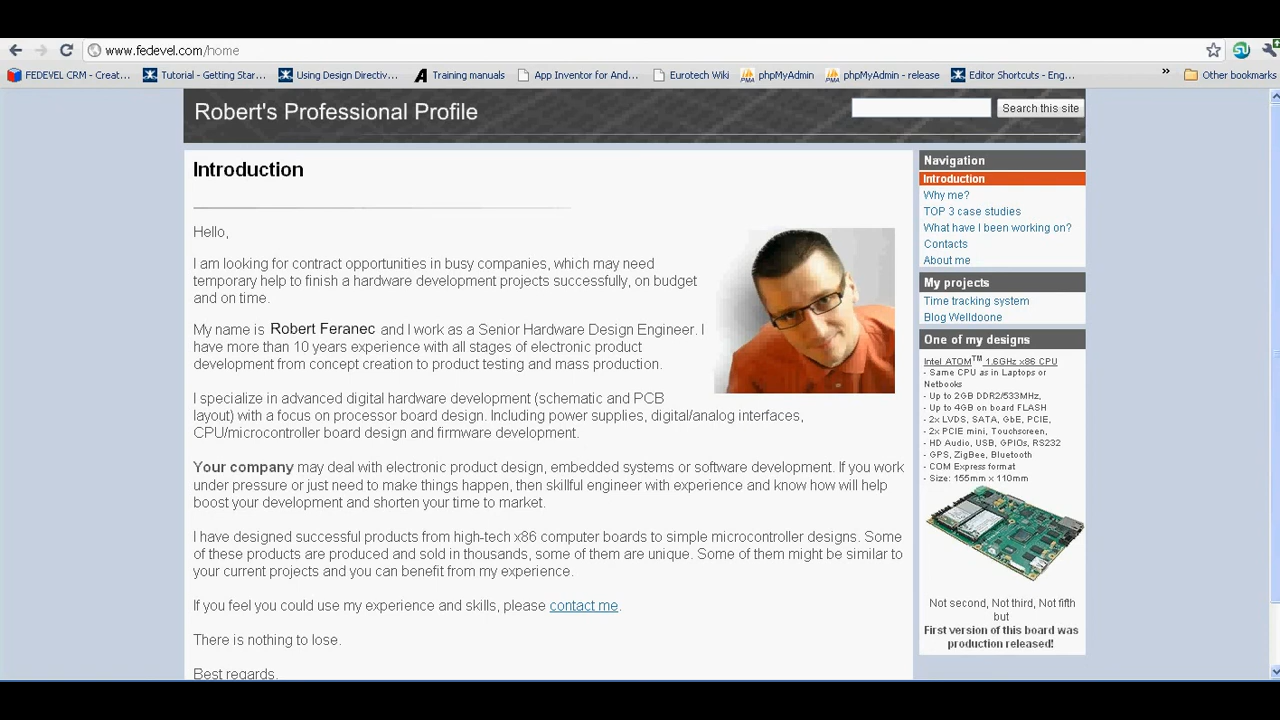 www.fedevel.com/home
FEDEVEL CRM - Creat... Tutorial - Getting Star... Using Design Directiv... Training manuals App Inventor for And... Eurotech Wiki phpMyAdmin phpMyAdmin - release Editor Shortcuts - Eng... » Other bookmarks
Robert's Professional Profile
Search this site
Introduction
Hello,
I am looking for contract opportunities in busy companies, which may need
temporary help to finish a hardware development projects successfully, on budget
and on time.
My name is Robert Feranec and I work as a Senior Hardware Design Engineer. I
have more than 10 years experience with all stages of electronic product
development from concept creation to product testing and mass production.
I specialize in advanced digital hardware development (schematic and PCB
layout) with a focus on processor board design. Including power supplies, digital/analog interfaces,
CPU/microcontroller board design and firmware development.
Your company may deal with electronic product design, embedded systems or software development. If you work
under pressure or just need to make things happen, then skillful engineer with experience and know how will help
boost your development and shorten your time to market.
I have designed successful products from high-tech x86 computer boards to simple microcontroller designs. Some
of these products are produced and sold in thousands, some of them are unique. Some of them might be similar to
your current projects and you can benefit from my experience.
If you feel you could use my experience and skills, please contact me.
There is nothing to lose.
Best regards,
Navigation
Introduction
Why me?
TOP 3 case studies
What have I been working on?
Contacts
About me
My projects
Time tracking system
Blog Welldoone
One of my designs
Intel ATOM™ 1.6GHz x86 CPU
- Same CPU as in Laptops or
Netbooks
- Up to 2GB DDR2/533MHz,
- Up to 4GB on board FLASH
- 2x LVDS, SATA, GbE, PCIE,
- 2x PCIE mini, Touchscreen,
- HD Audio, USB, GPIOs, RS232
- GPS, ZigBee, Bluetooth
- COM Express format
- Size: 155mm x 110mm
Not second, Not third, Not fifth
but
First version of this board was
production released!